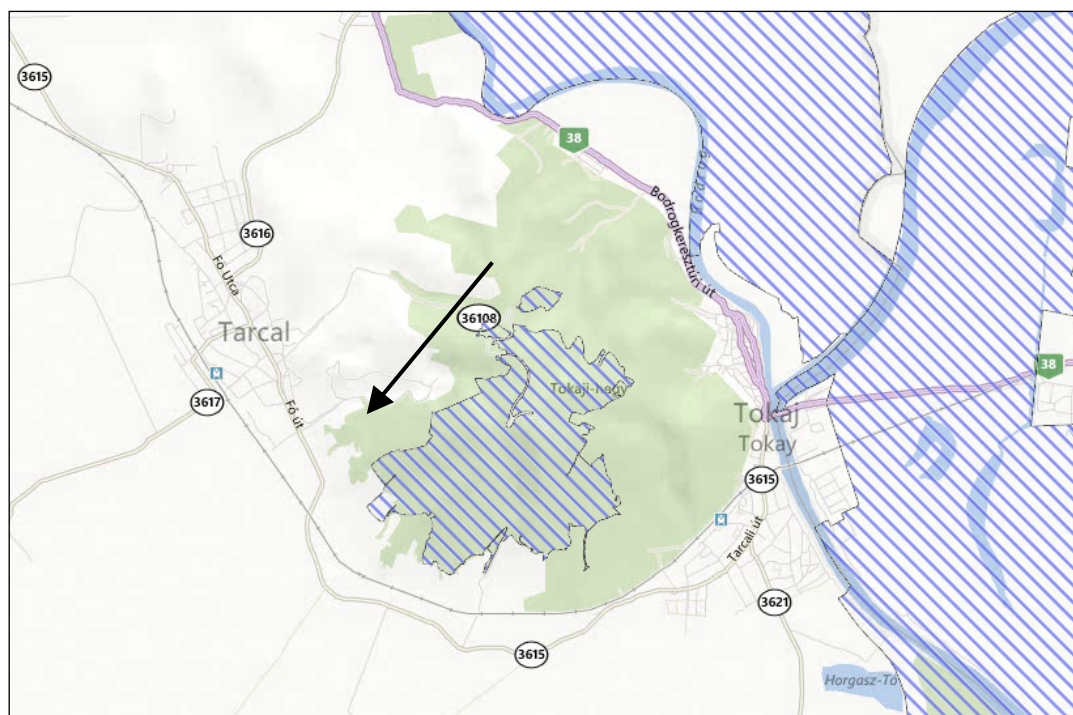 3615
38
Bodrog
3616
Bodrogkeresztúri út
Fő Utca
36108
Tarcal
38
Tokaji-hegy
3617
Fő út
Tokaj
Tokay
3615
Tarcali út
3621
3615
Horgász-Tó